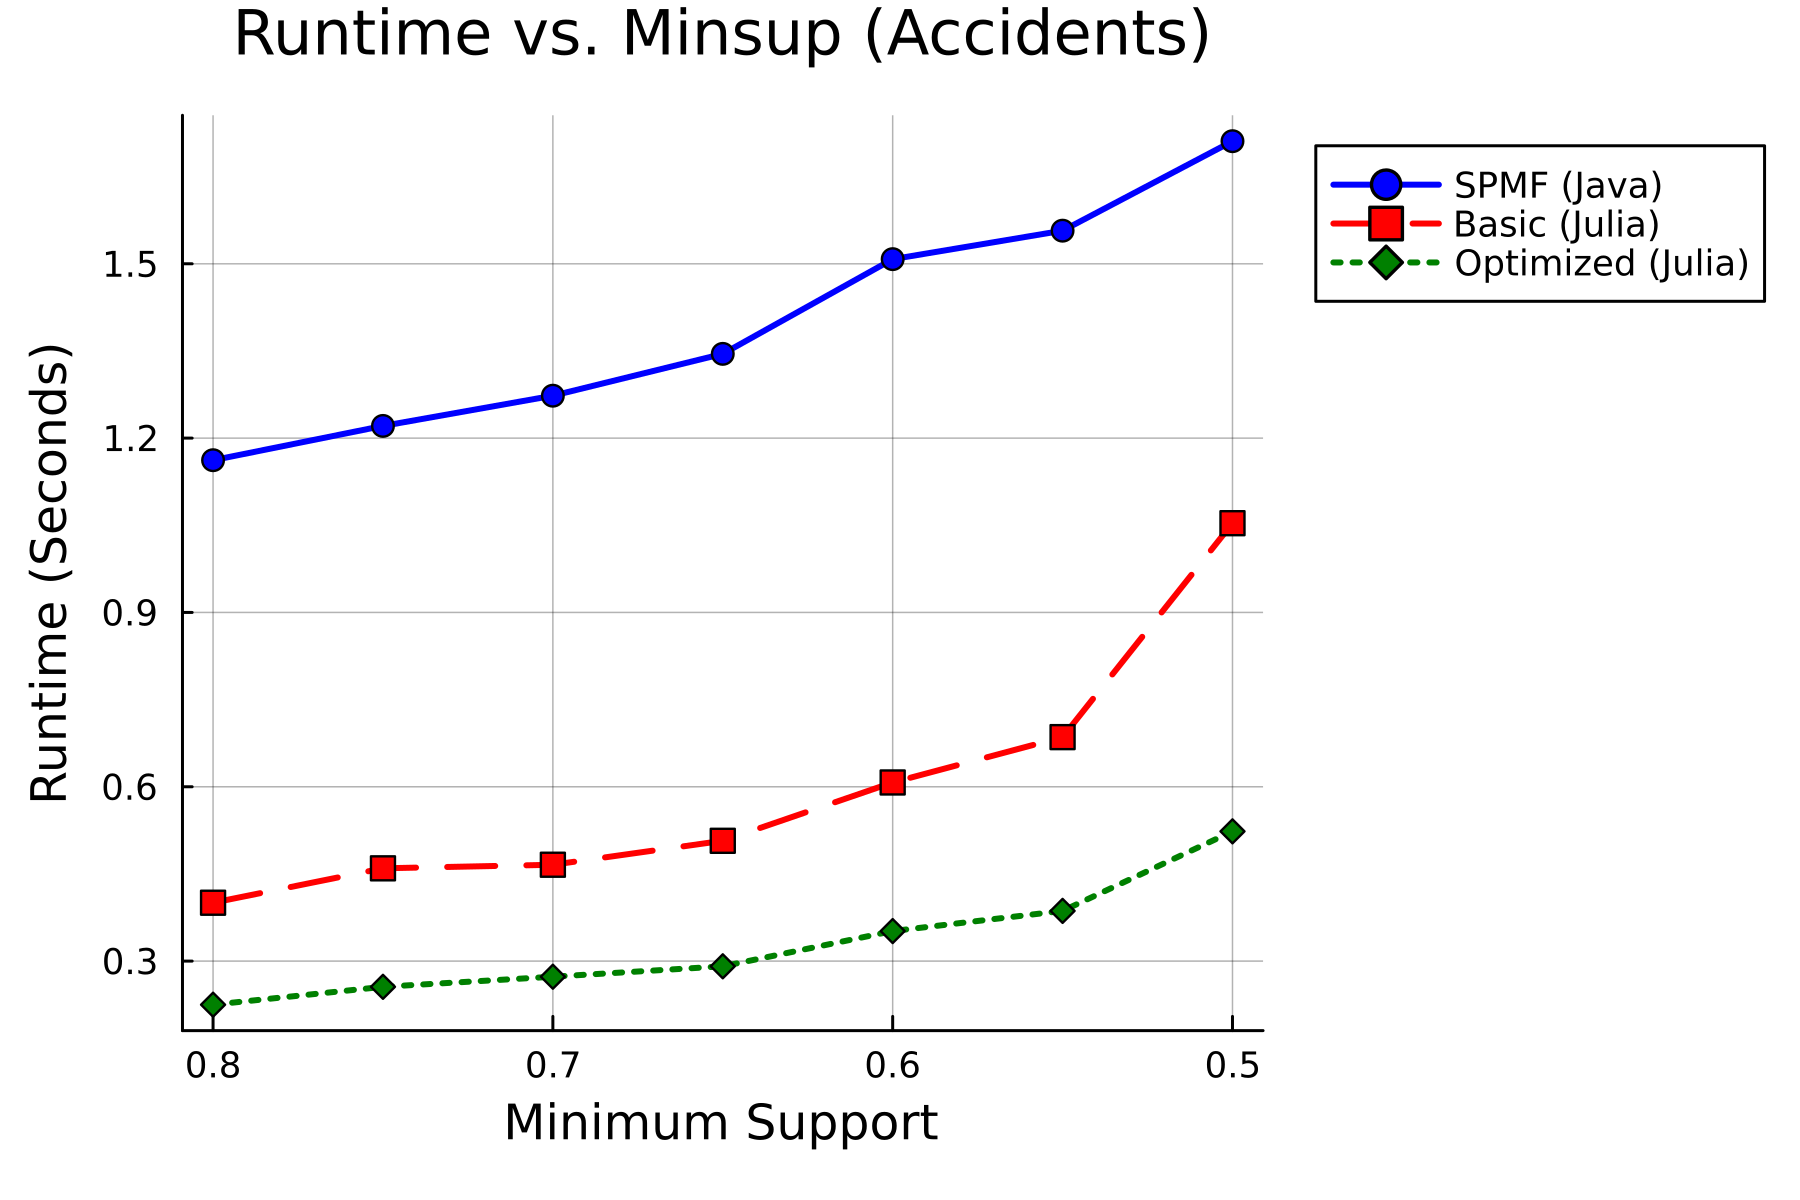 Runtime vs. Minsup (Accidents)
SPMF (Java)
Basic (Julia)
Optimized (Julia)
Runtime (Seconds)
1.5
1.2
0.9
0.6
0.3
0.8 0.7 0.6 0.5
Minimum Support